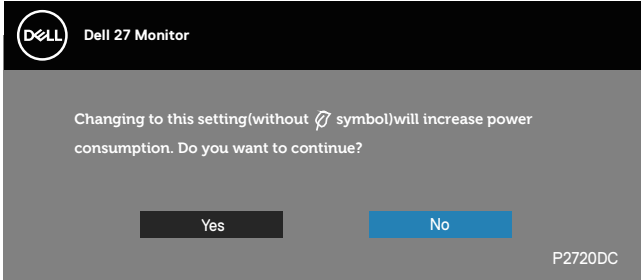 DELL
Dell 27 Monitor
Changing to this setting(without symbol)will increase power
consumption. Do you want to continue?
Yes No
P2720DC